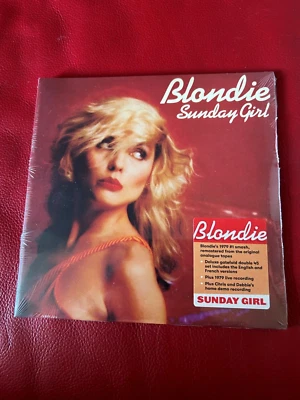 Blondie
Sunday Girl
Blondie
Blondie's 1979 #1 smash,
remastered from the original
analogue tapes
• Deluxe gatefold double 45
set includes the English and
French versions
• Plus 1979 live recording
• Plus Chris and Debbie's
home demo recording
SUNDAY GIRL